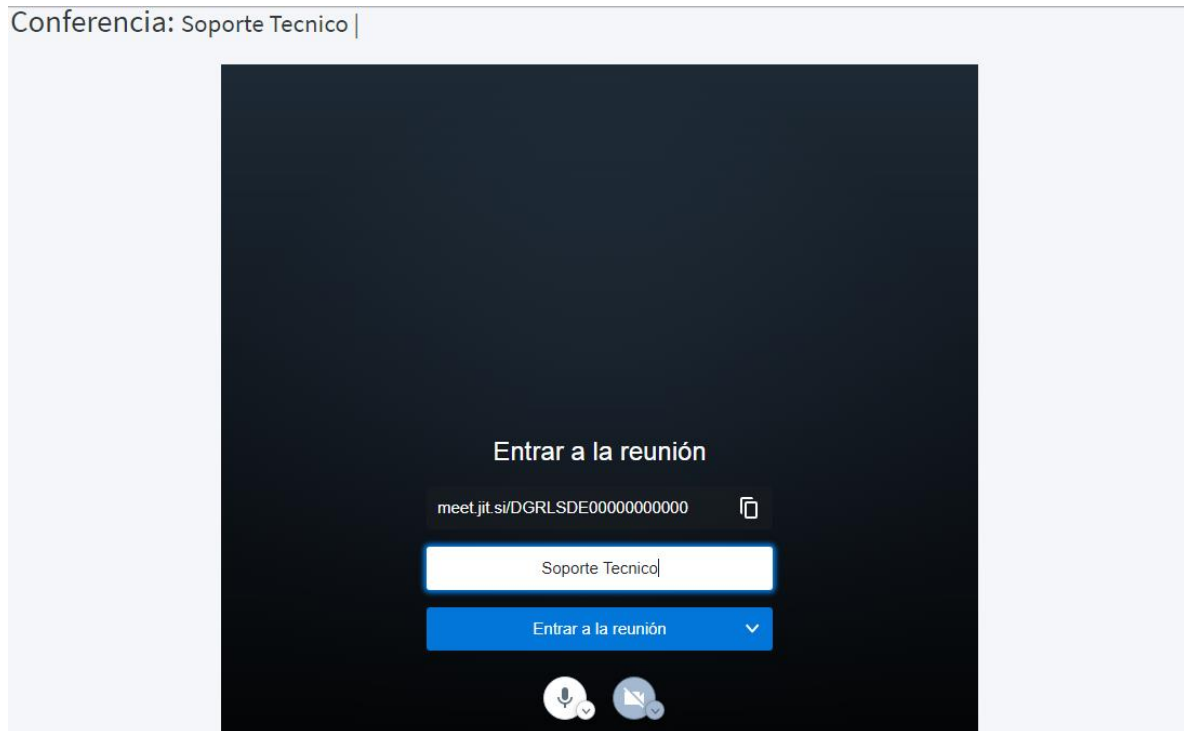 Conferencia: Soporte Tecnico |
Entrar a la reunión
meet.jit.si/DGRLSDE00000000000
Soporte Tecnico
Entrar a la reunión